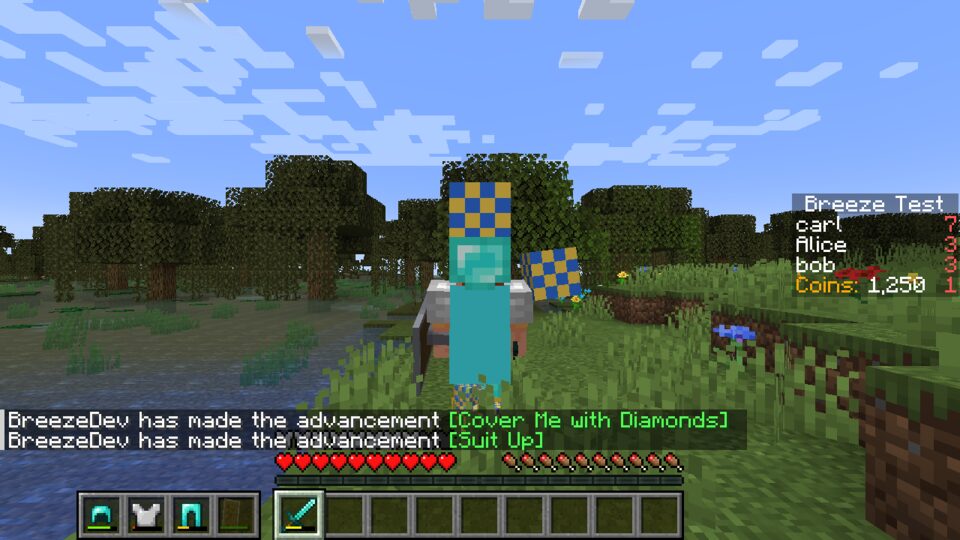 Breeze Test
carl 7
Alice 3
bob 3
Coins: 1,250 1
BreezeDev has made the advancement [Cover Me with Diamonds]
BreezeDev has made the advancement [Suit Up]